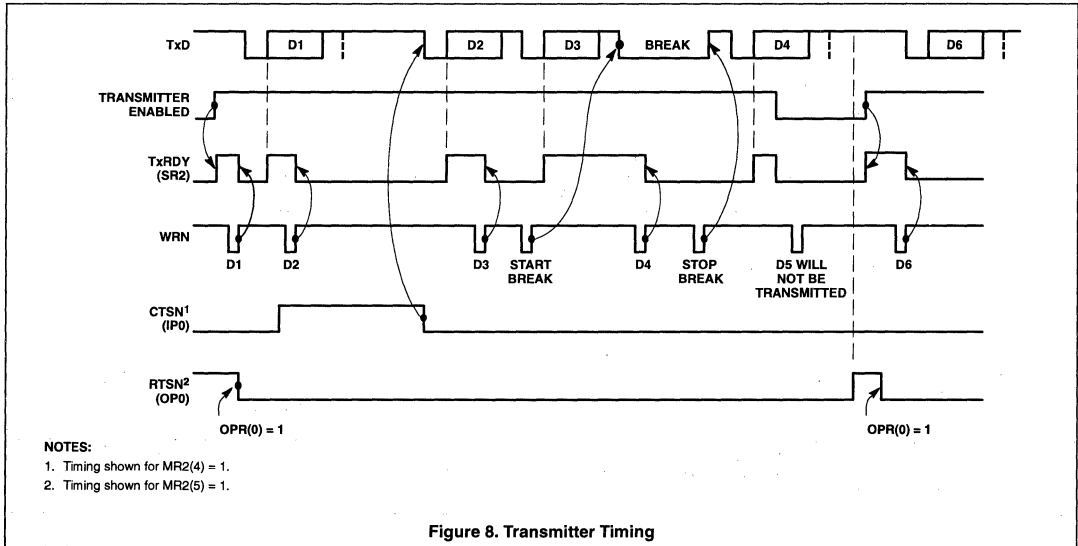 TxD
D1
D2
D3
BREAK
D4
D6
TRANSMITTER
ENABLED
TxRDY
(SR2)
WRN
D1
D2
D3
START
BREAK
D4
STOP
BREAK
D5 WILL
NOT BE
TRANSMITTED
D6
CTSN1
(IP0)
RTSN2
(OP0)
OPR(0) = 1
OPR(0) = 1
NOTES:
1. Timing shown for MR2(4) = 1.
2. Timing shown for MR2(5) = 1.
Figure 8. Transmitter Timing